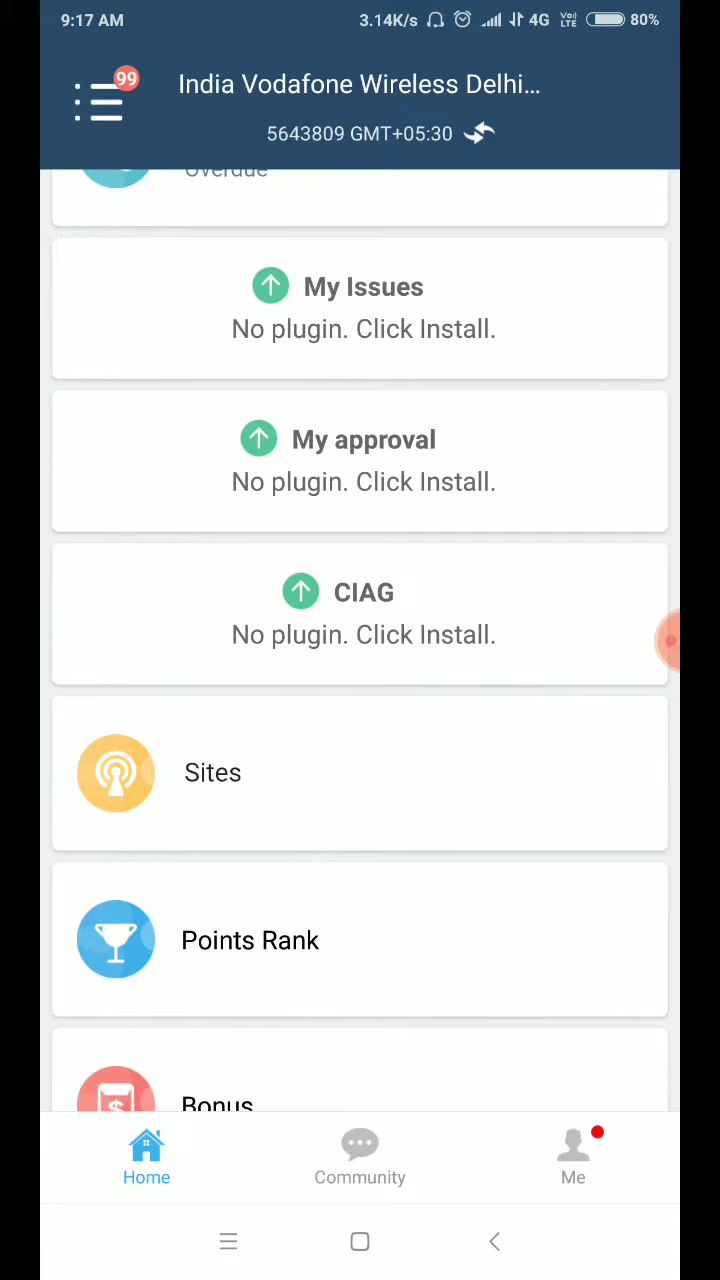 9:17 AM 3.14K/s 4G VoLTE 80%
99
India Vodafone Wireless Delhi...
5643809 GMT+05:30
Overdue
My Issues
No plugin. Click Install.
My approval
No plugin. Click Install.
CIAG
No plugin. Click Install.
Sites
Points Rank
Bonus
Home Community Me